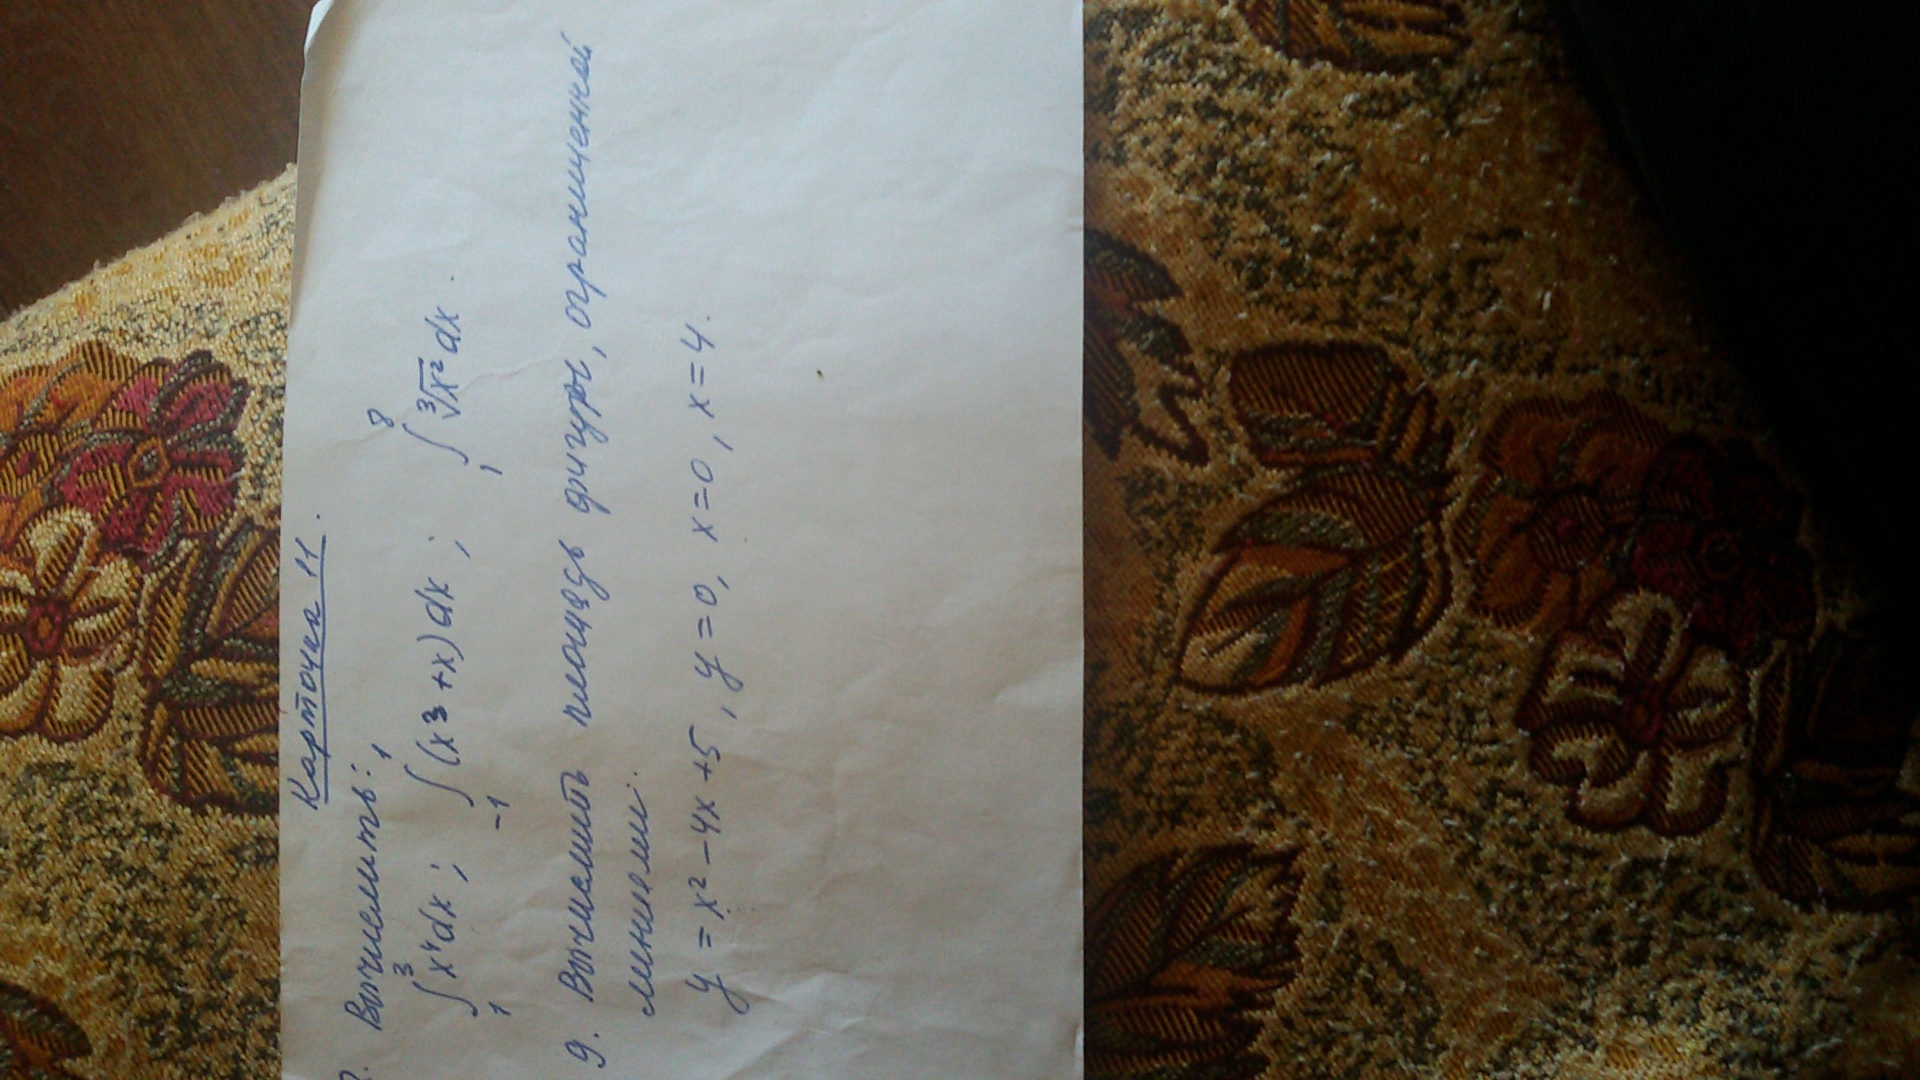 Карточка 11.
Вычислить:
∫₁³ x⁴dx ; ∫₋₁¹ (x³+x)dx ; ∫₁⁸ ³√x² dx .
9. Вычислить площадь фигуры, ограниченной
линиями:
y = x² - 4x + 5, y = 0, x = 0, x = 4.